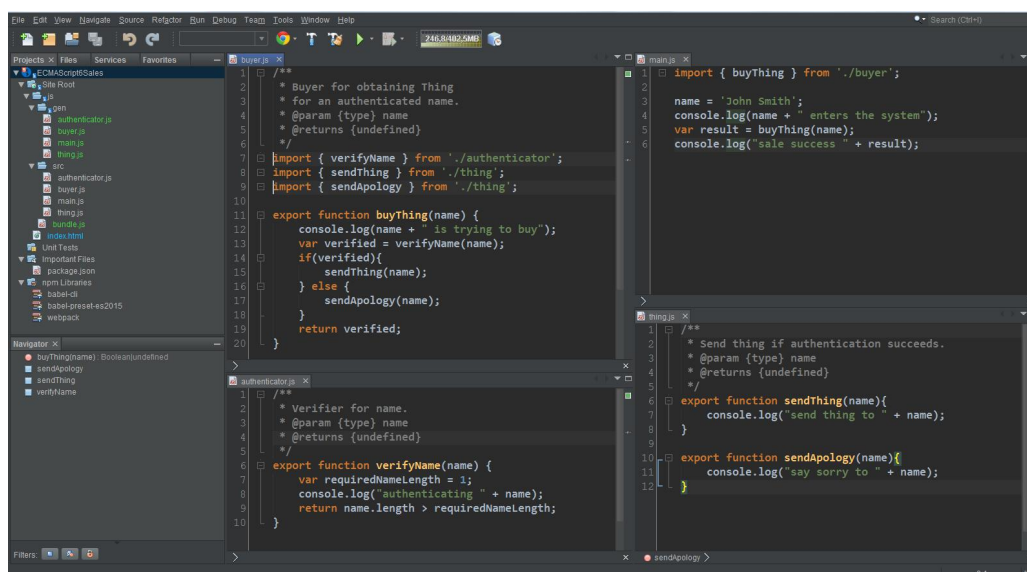 File Edit View Navigate Source Refactor Run Debug Team Tools Window Help
Search (Ctrl+I)
246.8/402.5MB
Projects Files Services Favorites
ECMAScript6Sales
Site Root
js
gen
authenticator.js
buyer.js
main.js
thing.js
src
authenticator.js
buyer.js
main.js
thing.js
bundle.js
index.html
Unit Tests
Important Files
package.json
npm Libraries
babel-cli
babel-preset-es2015
webpack
Navigator
buyThing(name) : Boolean|undefined
sendApology
sendThing
verifyName
Filters:
buyer.js
1 /**
2 * Buyer for obtaining Thing
3 * for an authenticated name.
4 * @param {type} name
5 * @returns {undefined}
6 */
7 import { verifyName } from './authenticator';
8 import { sendThing } from './thing';
9 import { sendApology } from './thing';
10
11 export function buyThing(name) {
12 console.log(name + " is trying to buy");
13 var verified = verifyName(name);
14 if(verified){
15 sendThing(name);
16 } else {
17 sendApology(name);
18 }
19 return verified;
20 }
authenticator.js
1 /**
2 * Verifier for name.
3 * @param {type} name
4 * @returns {undefined}
5 */
6 export function verifyName(name) {
7 var requiredNameLength = 1;
8 console.log("authenticating " + name);
9 return name.length > requiredNameLength;
10 }
main.js
1 import { buyThing } from './buyer';
2
3 name = 'John Smith';
4 console.log(name + " enters the system");
5 var result = buyThing(name);
6 console.log("sale success " + result);
thing.js
1 /**
2 * Send thing if authentication succeeds.
3 * @param {type} name
4 * @returns {undefined}
5 */
6 export function sendThing(name){
7 console.log("send thing to " + name);
8 }
9
10 export function sendApology(name){
11 console.log("say sorry to " + name);
12 }
sendApology